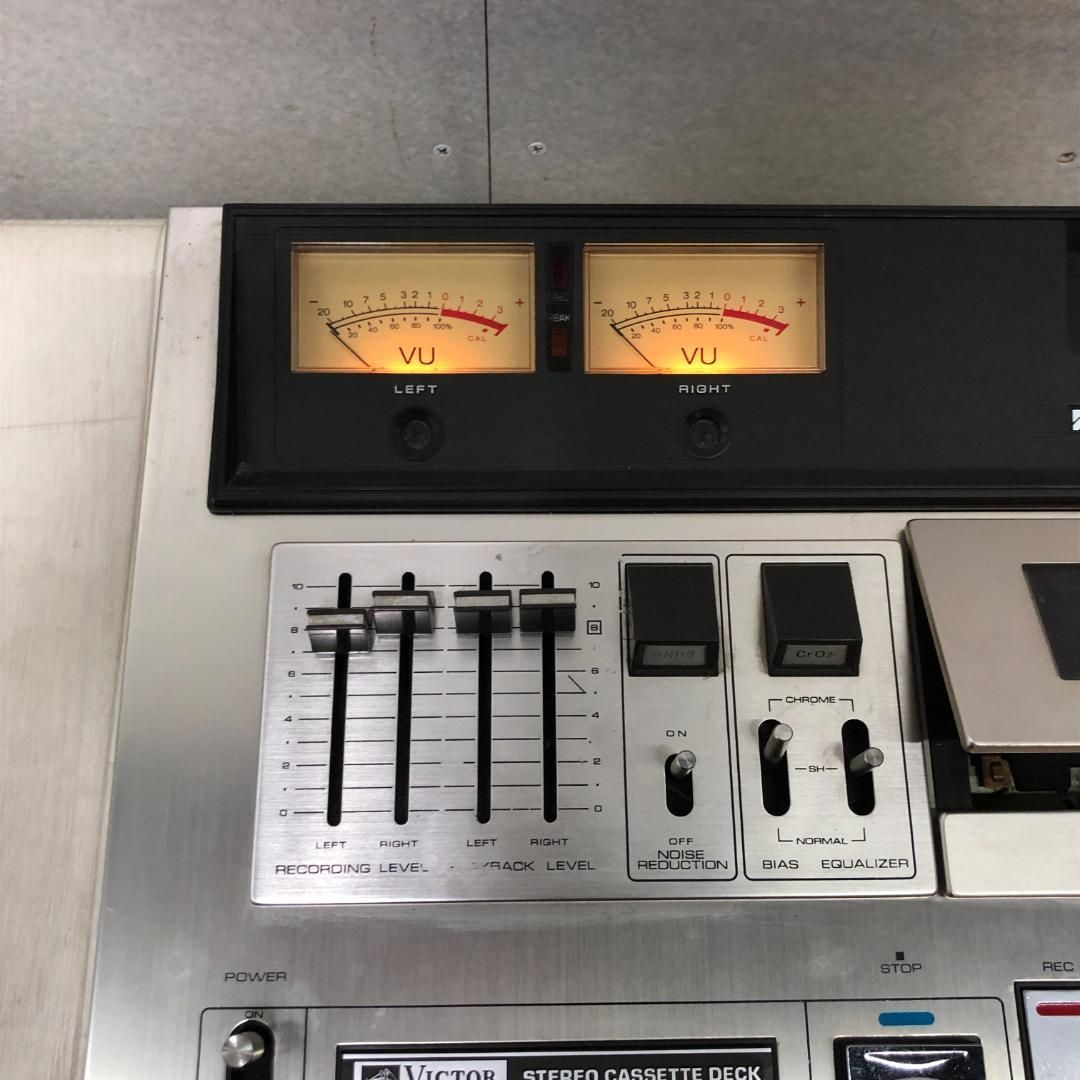 − 20 10 7 5 3 2 1 0 1 2 3 +
20 40 60 80 100%
CAL
VU
LEFT
PEAK
− 20 10 7 5 3 2 1 0 1 2 3 +
20 40 60 80 100%
CAL
VU
RIGHT
10 8 6 4 2 0
10 8 6 4 2 0
LEFT RIGHT LEFT RIGHT
RECORDING LEVEL LEVEL
ANRS
ON
OFF
NOISE
REDUCTION
CrO2
CHROME
SH
NORMAL
BIAS EQUALIZER
POWER
ON
STOP
REC
VICTOR STEREO CASSETTE DECK